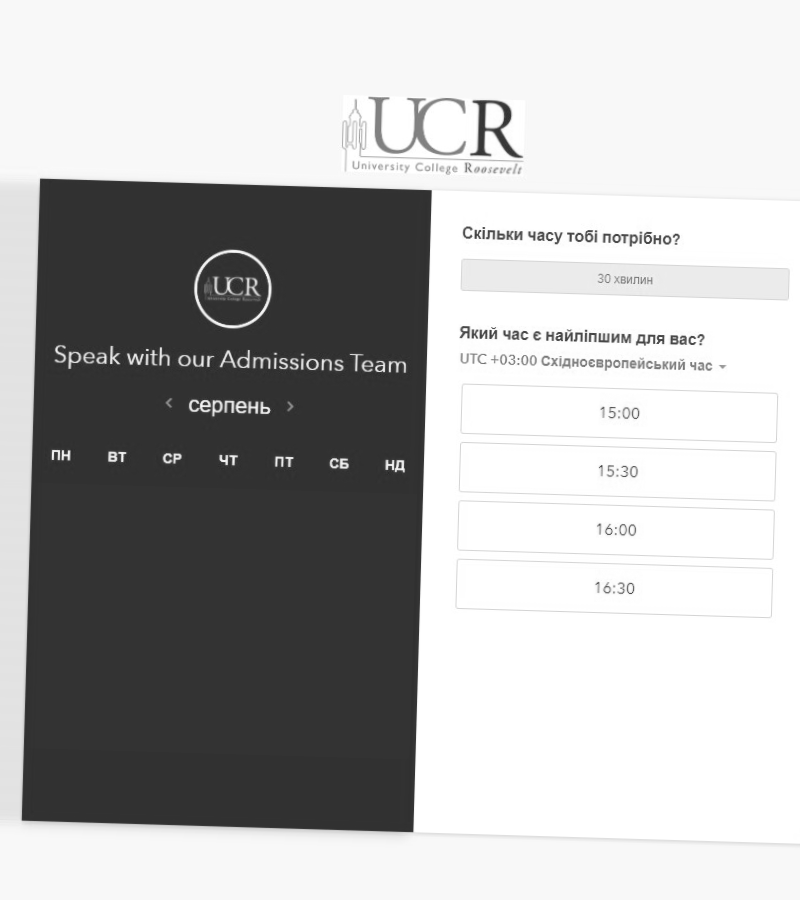 UCR
University College Roosevelt
UCR
Speak with our Admissions Team
серпень
ПН ВТ СР ЧТ ПТ СБ НД
Скільки часу тобі потрібно?
30 хвилин
Який час є найліпшим для вас?
UTC +03:00 Східноєвропейський час
15:00
15:30
16:00
16:30